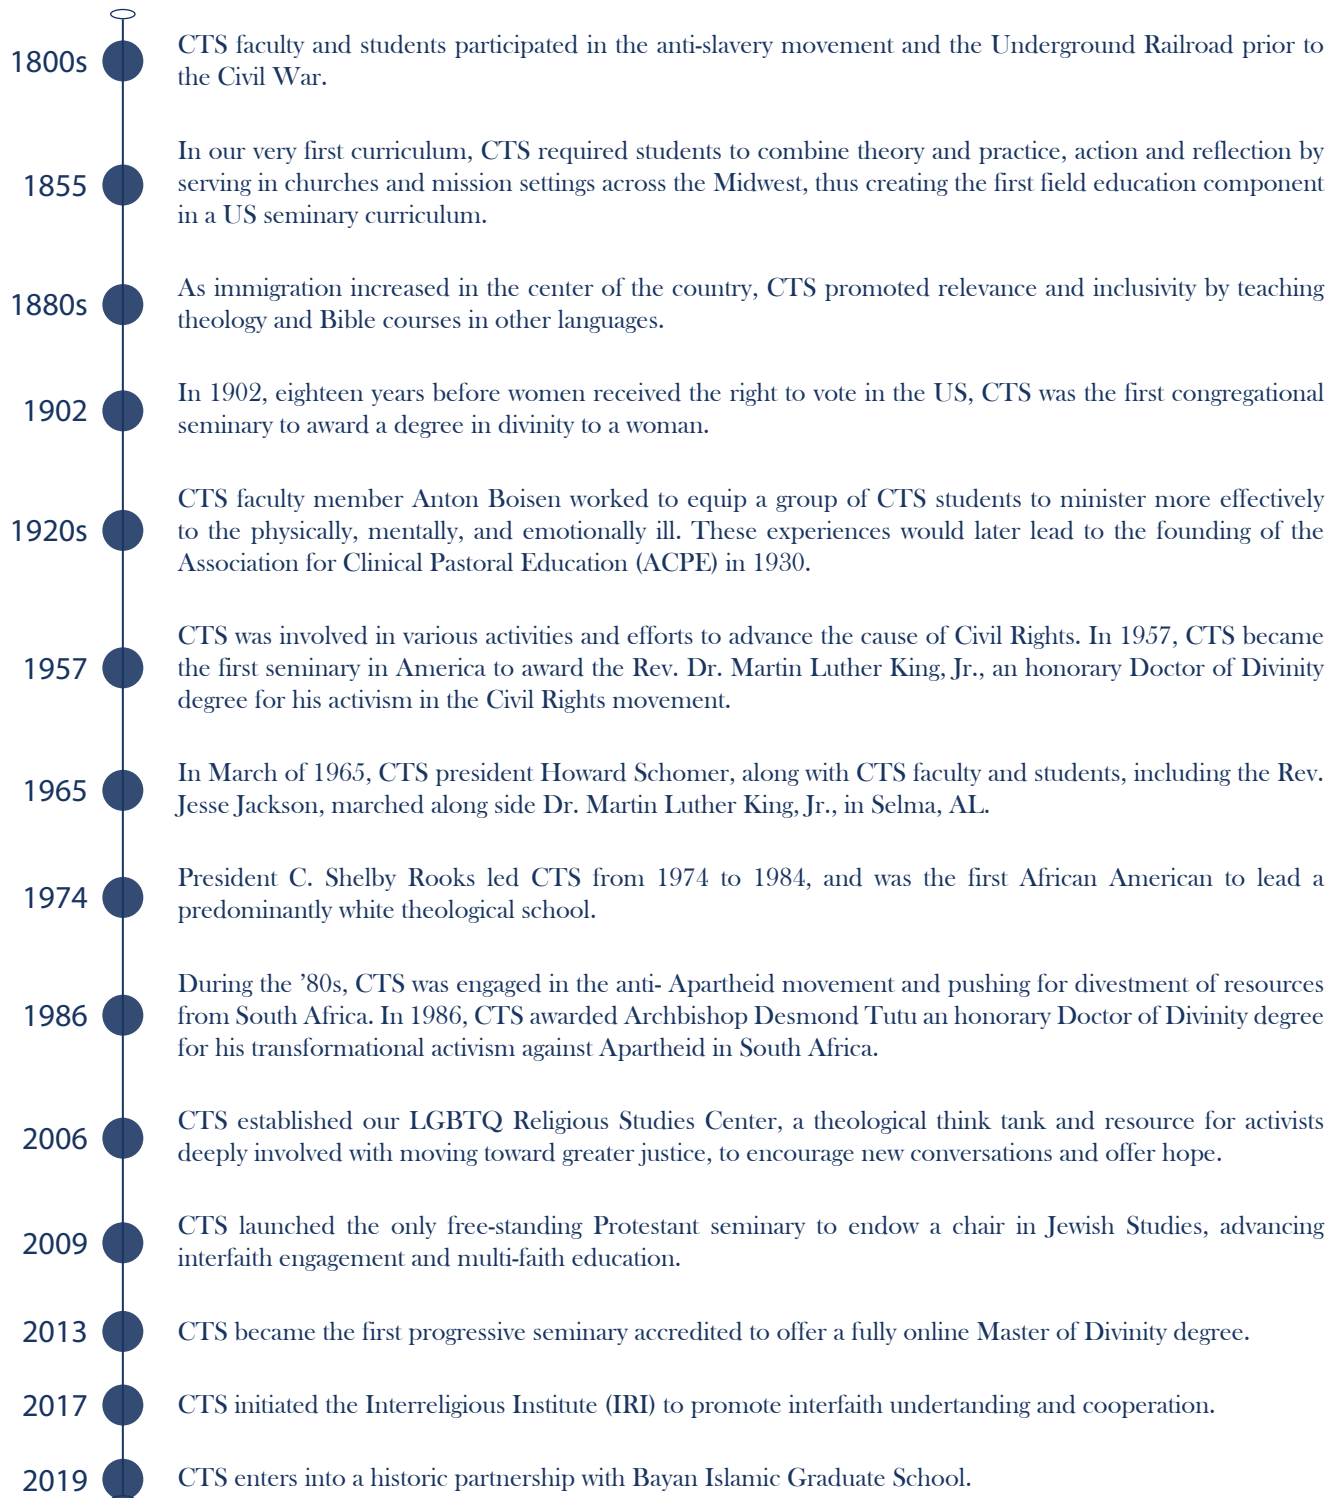 1800s
CTS faculty and students participated in the anti-slavery movement and the Underground Railroad prior to
the Civil War.
1855
In our very first curriculum, CTS required students to combine theory and practice, action and reflection by
serving in churches and mission settings across the Midwest, thus creating the first field education component
in a US seminary curriculum.
1880s
As immigration increased in the center of the country, CTS promoted relevance and inclusivity by teaching
theology and Bible courses in other languages.
1902
In 1902, eighteen years before women received the right to vote in the US, CTS was the first congregational
seminary to award a degree in divinity to a woman.
1920s
CTS faculty member Anton Boisen worked to equip a group of CTS students to minister more effectively
to the physically, mentally, and emotionally ill. These experiences would later lead to the founding of the
Association for Clinical Pastoral Education (ACPE) in 1930.
1957
CTS was involved in various activities and efforts to advance the cause of Civil Rights. In 1957, CTS became
the first seminary in America to award the Rev. Dr. Martin Luther King, Jr., an honorary Doctor of Divinity
degree for his activism in the Civil Rights movement.
1965
In March of 1965, CTS president Howard Schomer, along with CTS faculty and students, including the Rev.
Jesse Jackson, marched along side Dr. Martin Luther King, Jr., in Selma, AL.
1974
President C. Shelby Rooks led CTS from 1974 to 1984, and was the first African American to lead a
predominantly white theological school.
1986
During the ’80s, CTS was engaged in the anti- Apartheid movement and pushing for divestment of resources
from South Africa. In 1986, CTS awarded Archbishop Desmond Tutu an honorary Doctor of Divinity degree
for his transformational activism against Apartheid in South Africa.
2006
CTS established our LGBTQ Religious Studies Center, a theological think tank and resource for activists
deeply involved with moving toward greater justice, to encourage new conversations and offer hope.
2009
CTS launched the only free-standing Protestant seminary to endow a chair in Jewish Studies, advancing
interfaith engagement and multi-faith education.
2013
CTS became the first progressive seminary accredited to offer a fully online Master of Divinity degree.
2017
CTS initiated the Interreligious Institute (IRI) to promote interfaith undertanding and cooperation.
2019
CTS enters into a historic partnership with Bayan Islamic Graduate School.